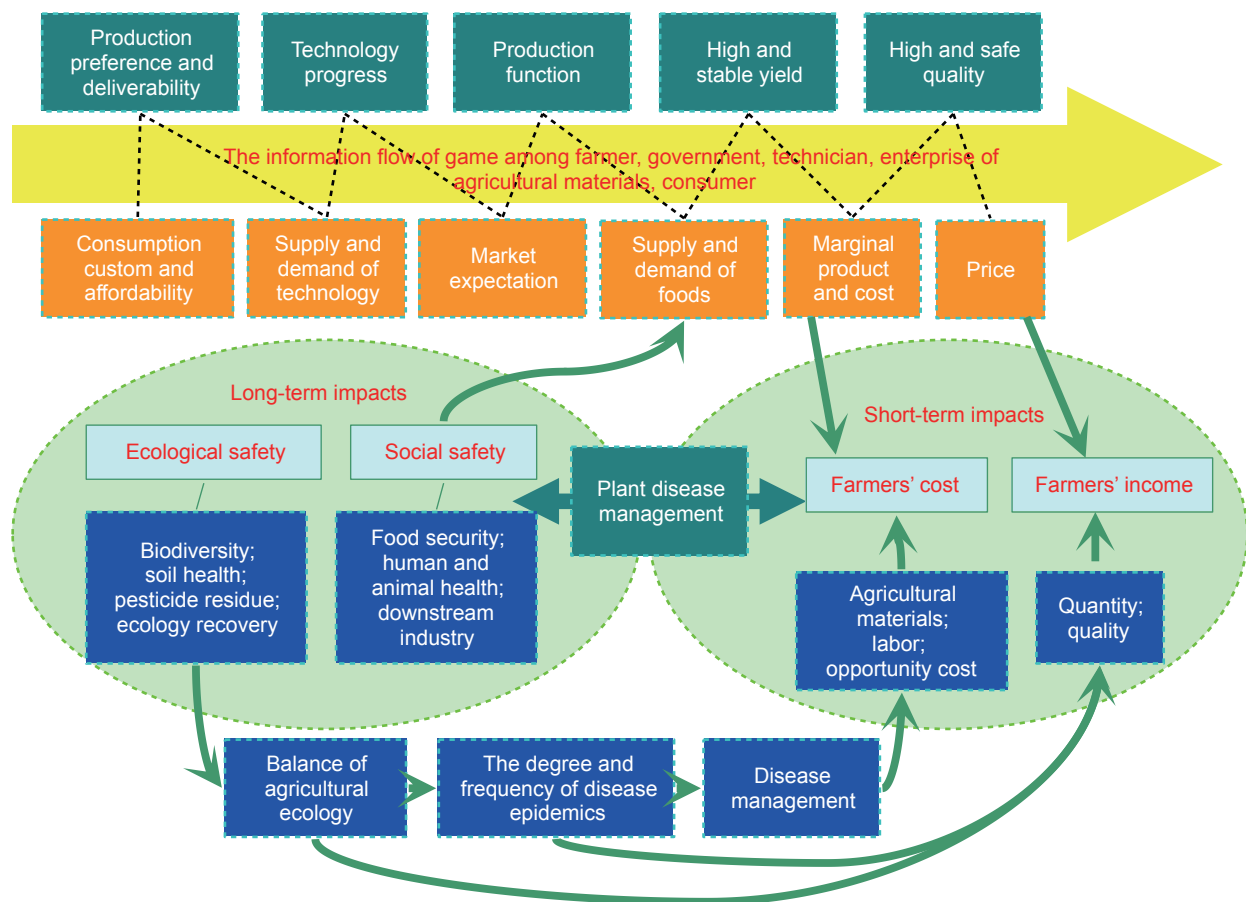 Production
preference and
deliverability
Technology
progress
Production
function
High and
stable yield
High and safe
quality
The information flow of game among farmer, government, technician, enterprise of
agricultural materials, consumer
Consumption
custom and
affordability
Supply and
demand of
technology
Market
expectation
Supply and
demand of
foods
Marginal
product
and cost
Price
Long-term impacts
Short-term impacts
Ecological safety
Social safety
Plant disease
management
Farmers’ cost
Farmers’ income
Biodiversity;
soil health;
pesticide residue;
ecology recovery
Food security;
human and
animal health;
downstream
industry
Agricultural
materials;
labor;
opportunity cost
Quantity;
quality
Balance of
agricultural
ecology
The degree and
frequency of disease
epidemics
Disease
management